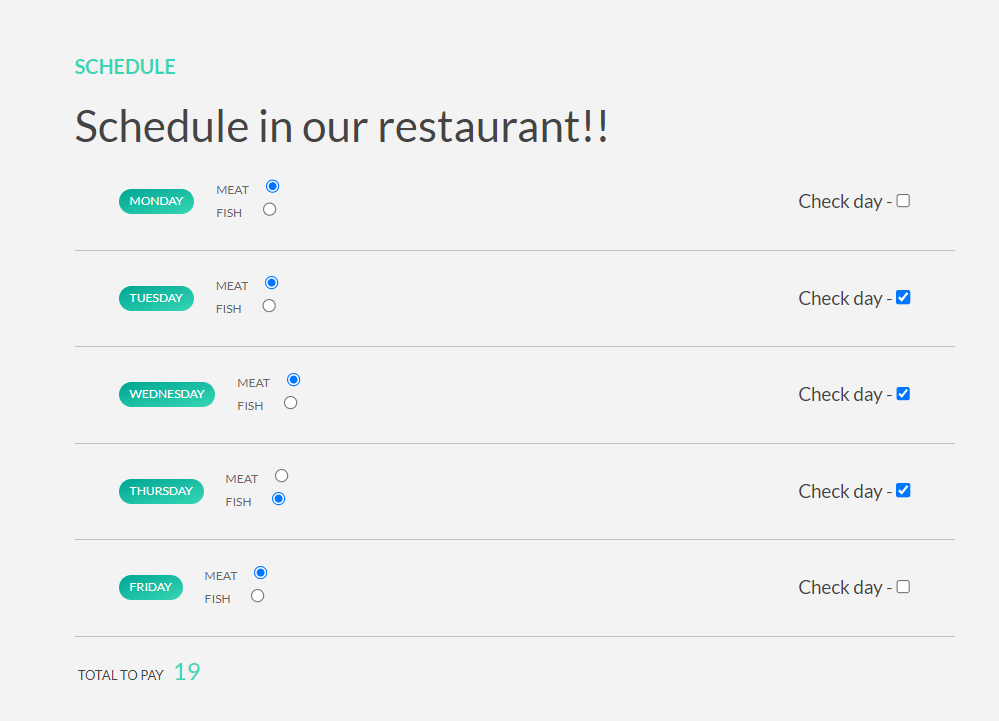 SCHEDULE
Schedule in our restaurant!!
MONDAY MEAT Check day -
FISH
TUESDAY MEAT Check day -
FISH
WEDNESDAY MEAT Check day -
FISH
THURSDAY MEAT Check day -
FISH
FRIDAY MEAT Check day -
FISH
TOTAL TO PAY 19